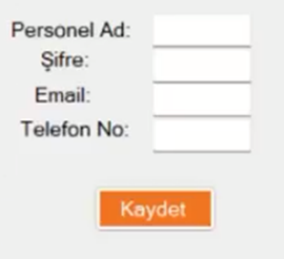 Personel Ad:
Şifre:
Email:
Telefon No:
Kaydet